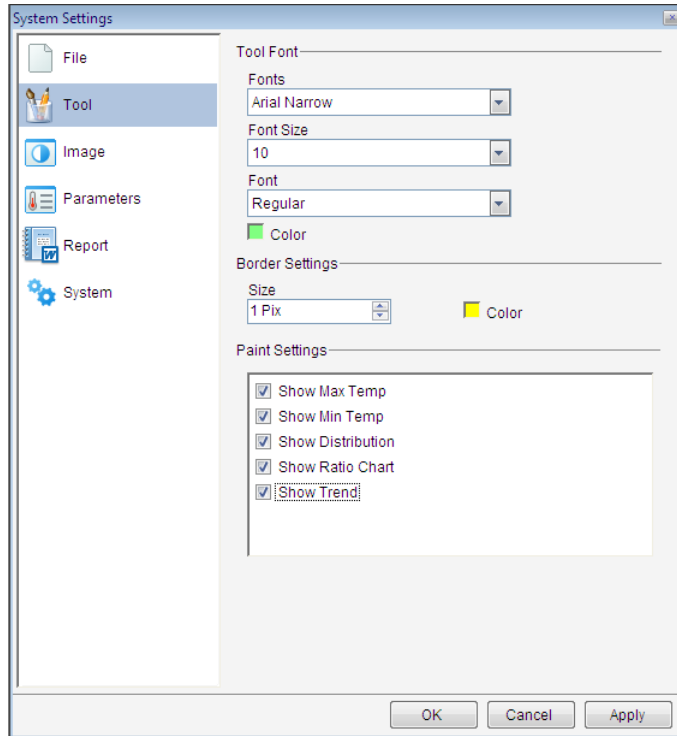 System Settings
File
Tool
Image
Parameters
Report
System
Tool Font
Fonts
Arial Narrow
Font Size
10
Font
Regular
Color
Border Settings
Size
1 Pix
Color
Paint Settings
Show Max Temp
Show Min Temp
Show Distribution
Show Ratio Chart
Show Trend
OK
Cancel
Apply